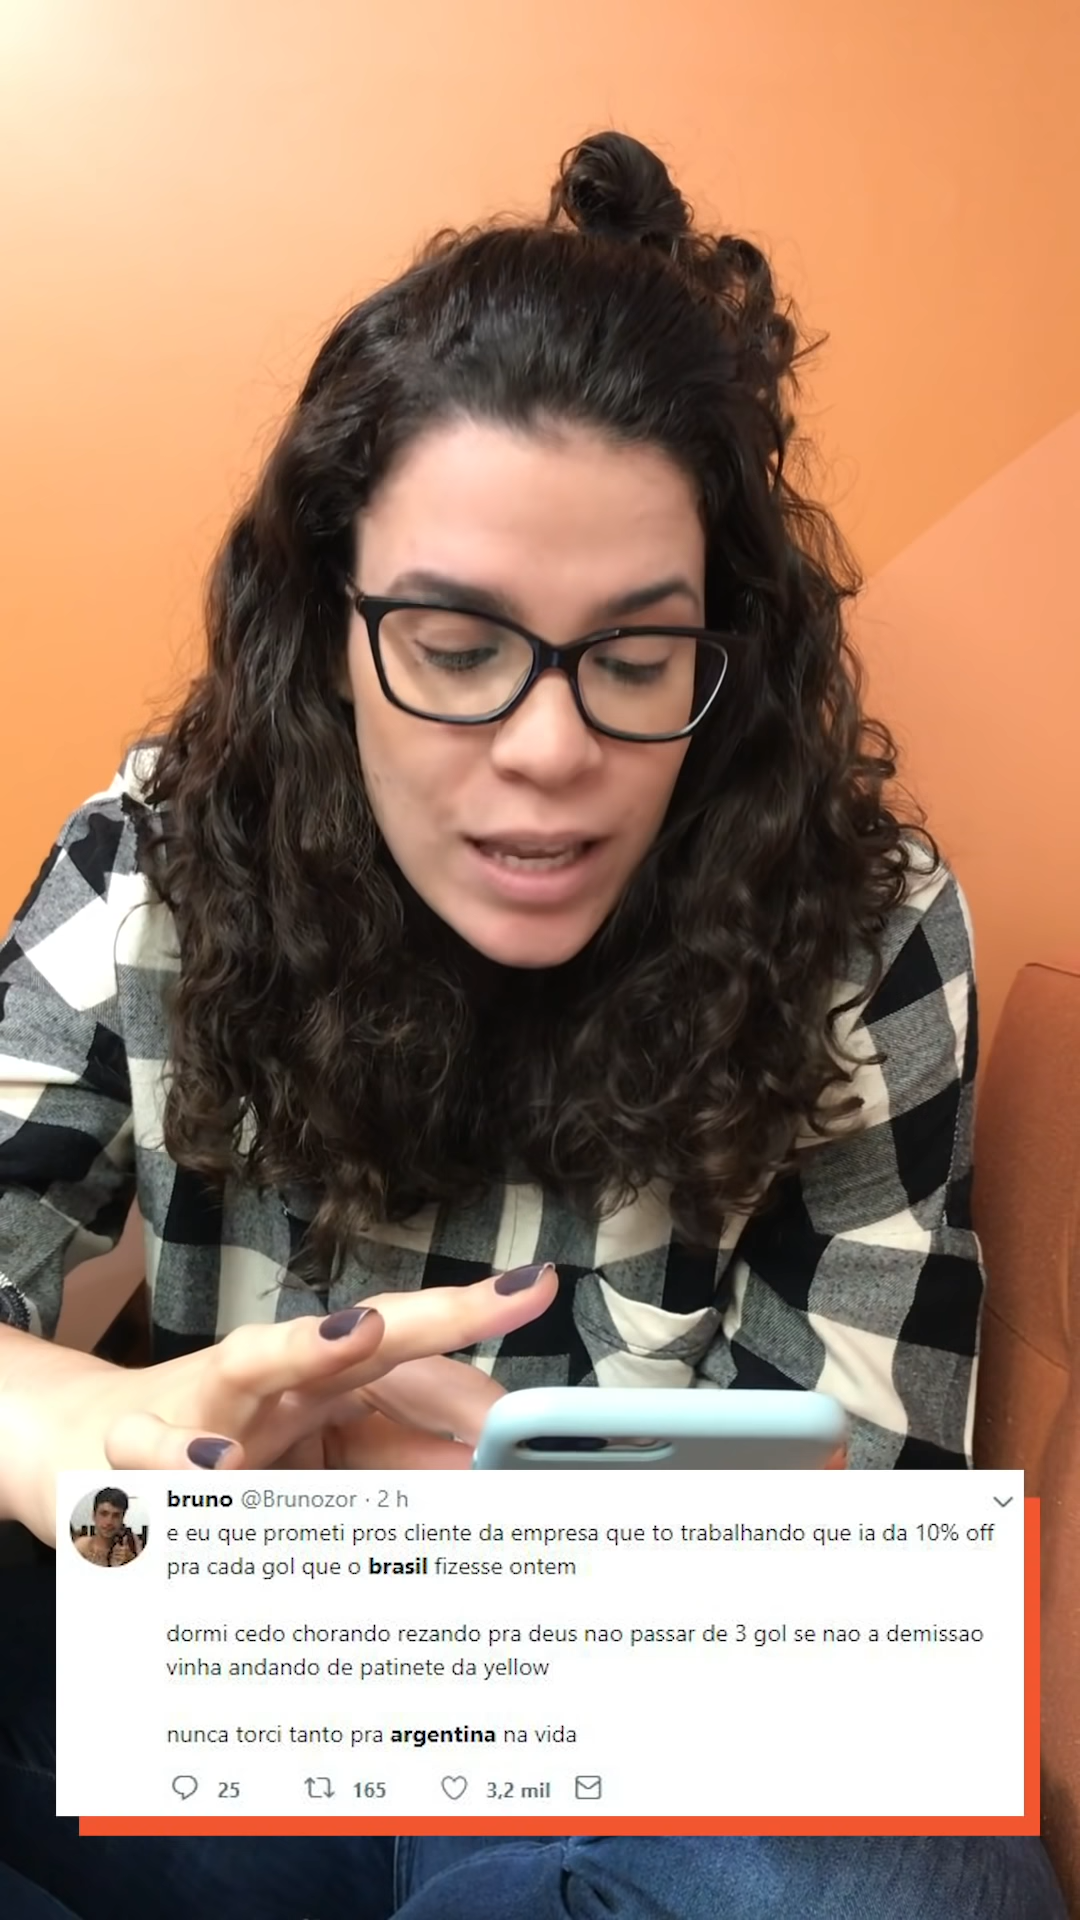 bruno @Brunozor · 2 h
e eu que prometi pros cliente da empresa que to trabalhando que ia da 10% off
pra cada gol que o brasil fizesse ontem
dormi cedo chorando rezando pra deus nao passar de 3 gol se nao a demissao
vinha andando de patinete da yellow
nunca torci tanto pra argentina na vida
25 165 3,2 mil